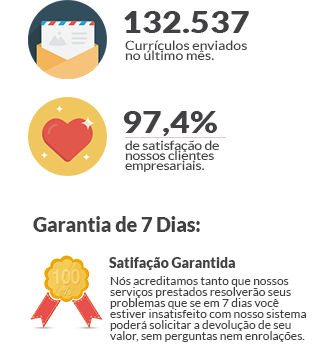 132.537
Currículos enviados
no último mês.
97,4%
de satisfação de
nossos clientes
empresariais.
Garantia de 7 Dias:
100
%
Satifação Garantida
Nós acreditamos tanto que nossos
serviços prestados resolverão seus
problemas que se em 7 dias você
estiver insatisfeito com nosso sistema
poderá solicitar a devolução de seu
valor, sem perguntas nem enrolações.